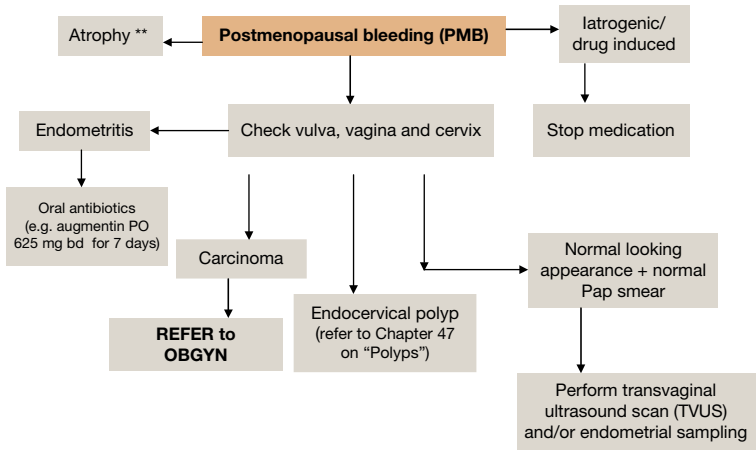 Atrophy **
Postmenopausal bleeding (PMB)
Iatrogenic/
drug induced
Endometritis
Check vulva, vagina and cervix
Stop medication
Oral antibiotics
(e.g. augmentin PO
625 mg bd for 7 days)
Carcinoma
Normal looking
appearance + normal
Pap smear
REFER to
OBGYN
Endocervical polyp
(refer to Chapter 47
on “Polyps”)
Perform transvaginal
ultrasound scan (TVUS)
and/or endometrial sampling